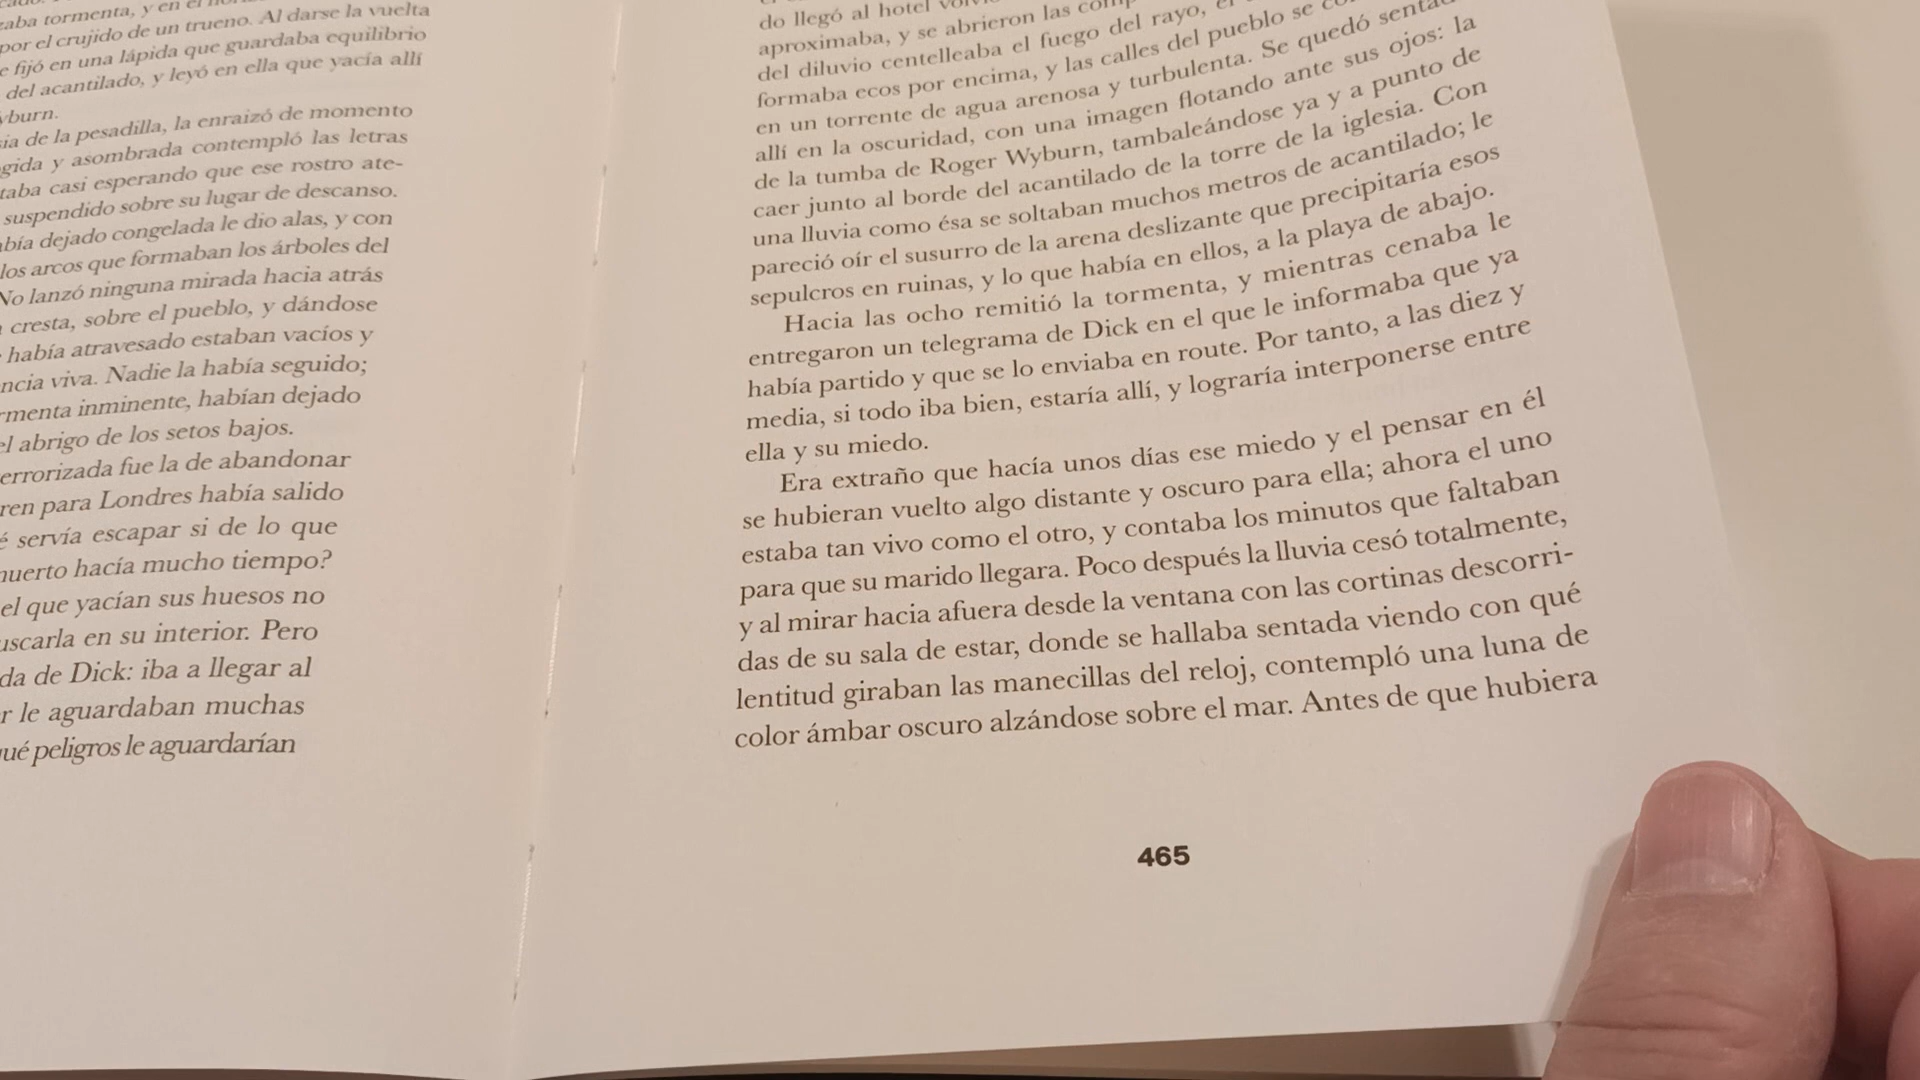 taba tormenta, y en el
por el crujido de un trueno. Al darse la vuelta
e fijó en una lápida que guardaba equilibrio
del acantilado, y leyó en ella que yacía allí
yburn.
ia de la pesadilla, la enraizó de momento
gida y asombrada contempló las letras
taba casi esperando que ese rostro ate-
suspendido sobre su lugar de descanso.
abía dejado congelada le dio alas, y con
los arcos que formaban los árboles del
No lanzó ninguna mirada hacia atrás
cresta, sobre el pueblo, y dándose
había atravesado estaban vacíos y
encia viva. Nadie la había seguido;
rmenta inminente, habían dejado
el abrigo de los setos bajos.
errorizada fue la de abandonar
ren para Londres había salido
é servía escapar si de lo que
muerto hacía mucho tiempo?
el que yacían sus huesos no
uscarla en su interior. Pero
da de Dick: iba a llegar al
r le aguardaban muchas
qué peligros le aguardarían
do llegó al hotel
aproximaba, y se abrieron las
del diluvio centelleaba el fuego del rayo,
formaba ecos por encima, y las calles del pueblo se
en un torrente de agua arenosa y turbulenta. Se quedó
allí en la oscuridad, con una imagen flotando ante sus ojos: la
de la tumba de Roger Wyburn, tambaleándose ya y a punto de
caer junto al borde del acantilado de la torre de la iglesia. Con
una lluvia como ésa se soltaban muchos metros de acantilado; le
pareció oír el susurro de la arena deslizante que precipitaría esos
sepulcros en ruinas, y lo que había en ellos, a la playa de abajo.
Hacia las ocho remitió la tormenta, y mientras cenaba le
entregaron un telegrama de Dick en el que le informaba que ya
había partido y que se lo enviaba en route. Por tanto, a las diez y
media, si todo iba bien, estaría allí, y lograría interponerse entre
ella y su miedo.
Era extraño que hacía unos días ese miedo y el pensar en él
se hubieran vuelto algo distante y oscuro para ella; ahora el uno
estaba tan vivo como el otro, y contaba los minutos que faltaban
para que su marido llegara. Poco después la lluvia cesó totalmente,
y al mirar hacia afuera desde la ventana con las cortinas descorri-
das de su sala de estar, donde se hallaba sentada viendo con qué
lentitud giraban las manecillas del reloj, contempló una luna de
color ámbar oscuro alzándose sobre el mar. Antes de que hubiera
465